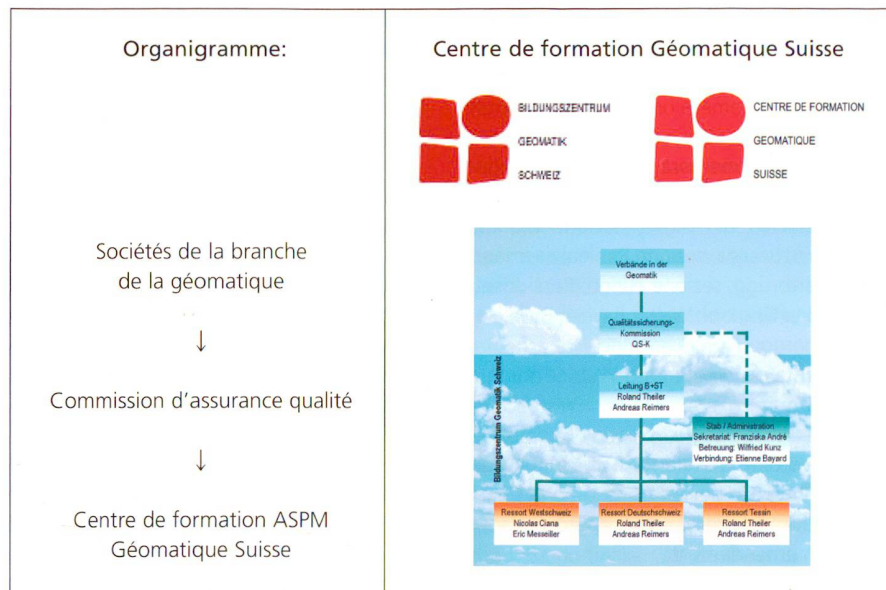 Organigramme:
Sociétés de la branche
de la géomatique
↓
Commission d'assurance qualité
↓
Centre de formation ASPM
Géomatique Suisse
Centre de formation Géomatique Suisse
BILDUNGSZENTRUM
GEOMATIK
SCHWEIZ
CENTRE DE FORMATION
GEOMATIQUE
SUISSE
Verbände in der
Geomatik
Qualitätssicherungs-
Kommission
QS-K
Bildungszentrum Geomatik Schweiz
Leitung B+ST
Roland Theiler
Andreas Reimers
Stab / Administration
Sekretariat: Franziska André
Betreuung: Wilfried Kunz
Verbindung: Etienne Bayard
Ressort Westschweiz
Nicolas Ciana
Eric Messeiller
Ressort Deutschschweiz
Roland Theiler
Andreas Reimers
Ressort Tessin
Roland Theiler
Andreas Reimers